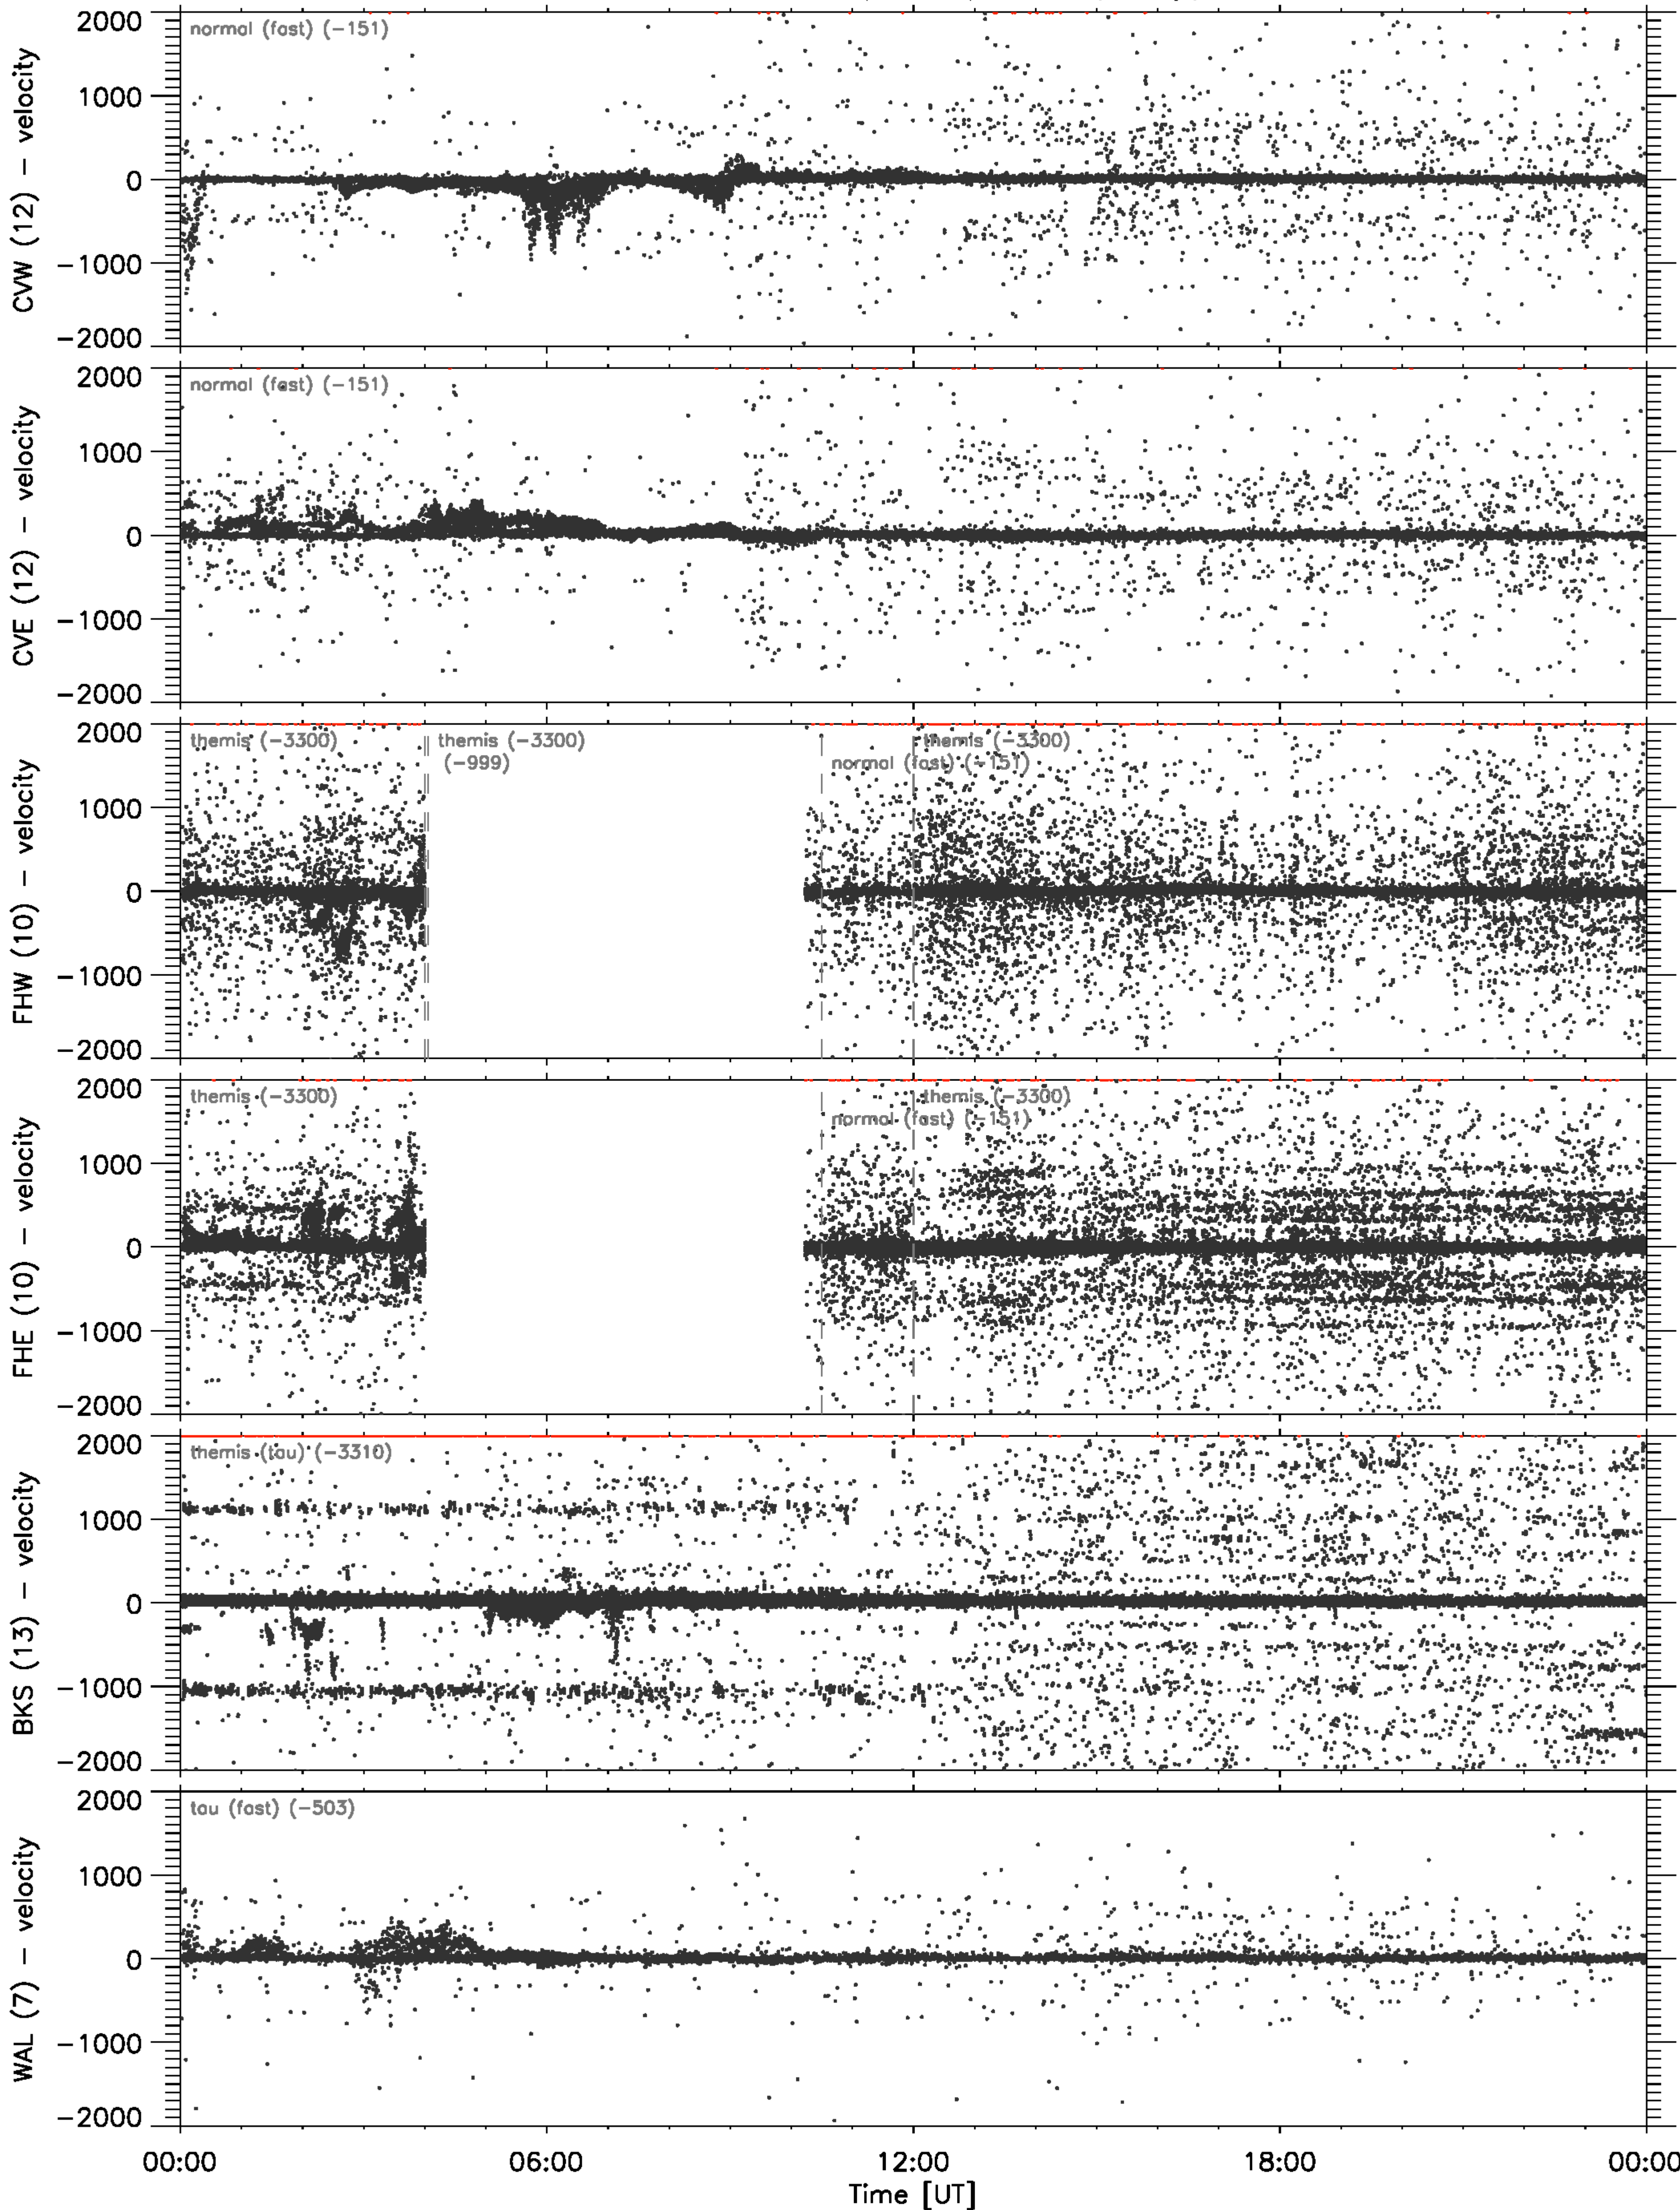 2000
normal (fast) (-151)
1000
0
-1000
-2000
CVW (12) - velocity
2000
normal (fast) (-151)
1000
0
-1000
-2000
CVE (12) - velocity
2000
themis (-3300)
themis (-3300)
themis (-3300)
(-999)
normal (fast) (-151)
1000
0
-1000
-2000
FHW (10) - velocity
2000
themis (-3300)
themis (-3300)
normal (fast) (-151)
1000
0
-1000
-2000
FHE (10) - velocity
2000
themis (tau) (-3310)
1000
0
-1000
-2000
BKS (13) - velocity
2000
tau (fast) (-503)
1000
0
-1000
-2000
WAL (7) - velocity
00:00
06:00
12:00
18:00
00:00
Time [UT]